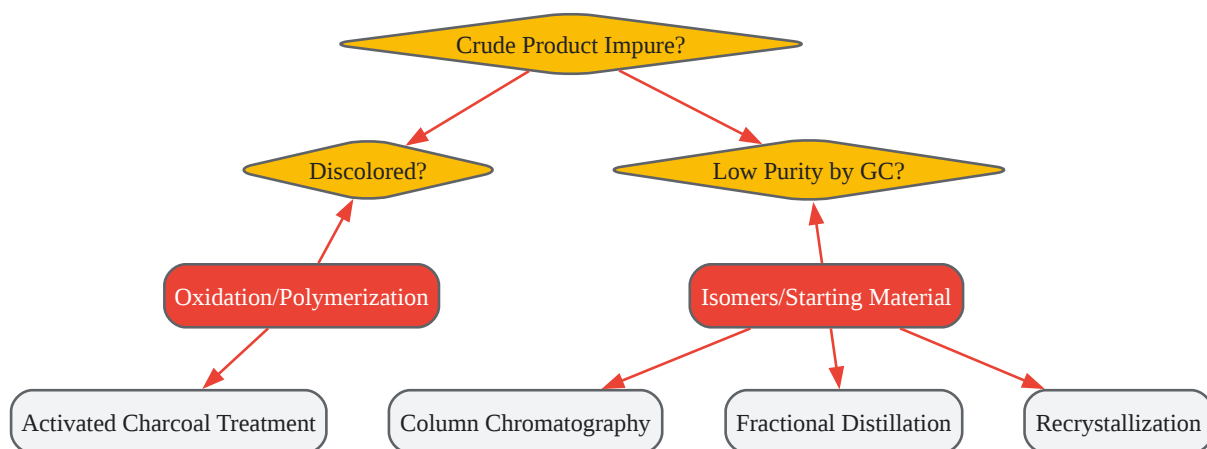 Crude Product Impure?
Discolored?
Low Purity by GC?
Oxidation/Polymerization
Isomers/Starting Material
Activated Charcoal Treatment
Column Chromatography
Fractional Distillation
Recrystallization